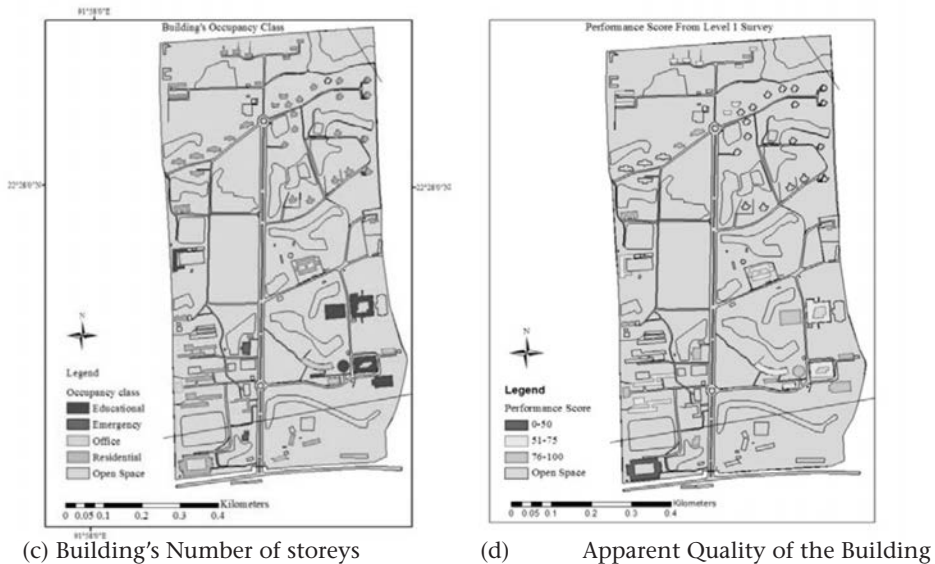 91°58'0"E
Building's Occupancy Class
22°28'0"N
N
Legend
Occupancy class
Educational
Emergency
Office
Residential
Open Space
Kilometers
0 0.05 0.1 0.2 0.3 0.4
91°58'0"E
(c) Building's Number of storeys
Performance Score From Level 1 Survey
22°28'0"N
N
Legend
Performance Score
0-50
51-75
76-100
Open Space
Kilometers
0 0.05 0.1 0.2 0.3 0.4
(d) Apparent Quality of the Building